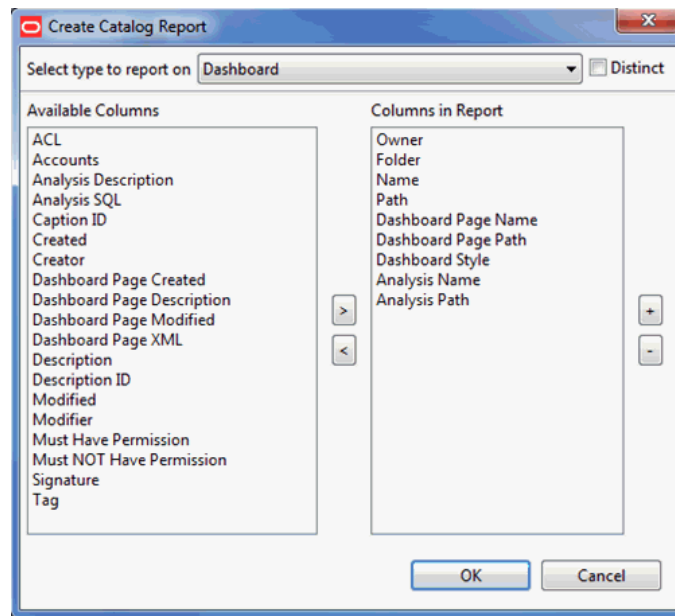 Create Catalog Report
x
Select type to report on Dashboard Distinct
Available Columns
ACL
Accounts
Analysis Description
Analysis SQL
Caption ID
Created
Creator
Dashboard Page Created
Dashboard Page Description
Dashboard Page Modified
Dashboard Page XML
Description
Description ID
Modified
Modifier
Must Have Permission
Must NOT Have Permission
Signature
Tag
>
<
Columns in Report
Owner
Folder
Name
Path
Dashboard Page Name
Dashboard Page Path
Dashboard Style
Analysis Name
Analysis Path
+
-
OK Cancel